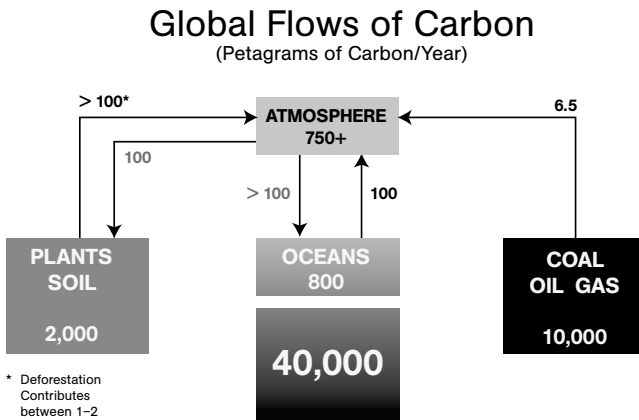 Global Flows of Carbon
(Petagrams of Carbon/Year)
> 100*
ATMOSPHERE
750+
6.5
100
> 100
100
PLANTS
SOIL
2,000
OCEANS
800
40,000
COAL
OIL GAS
10,000
* Deforestation
Contributes
between 1–2